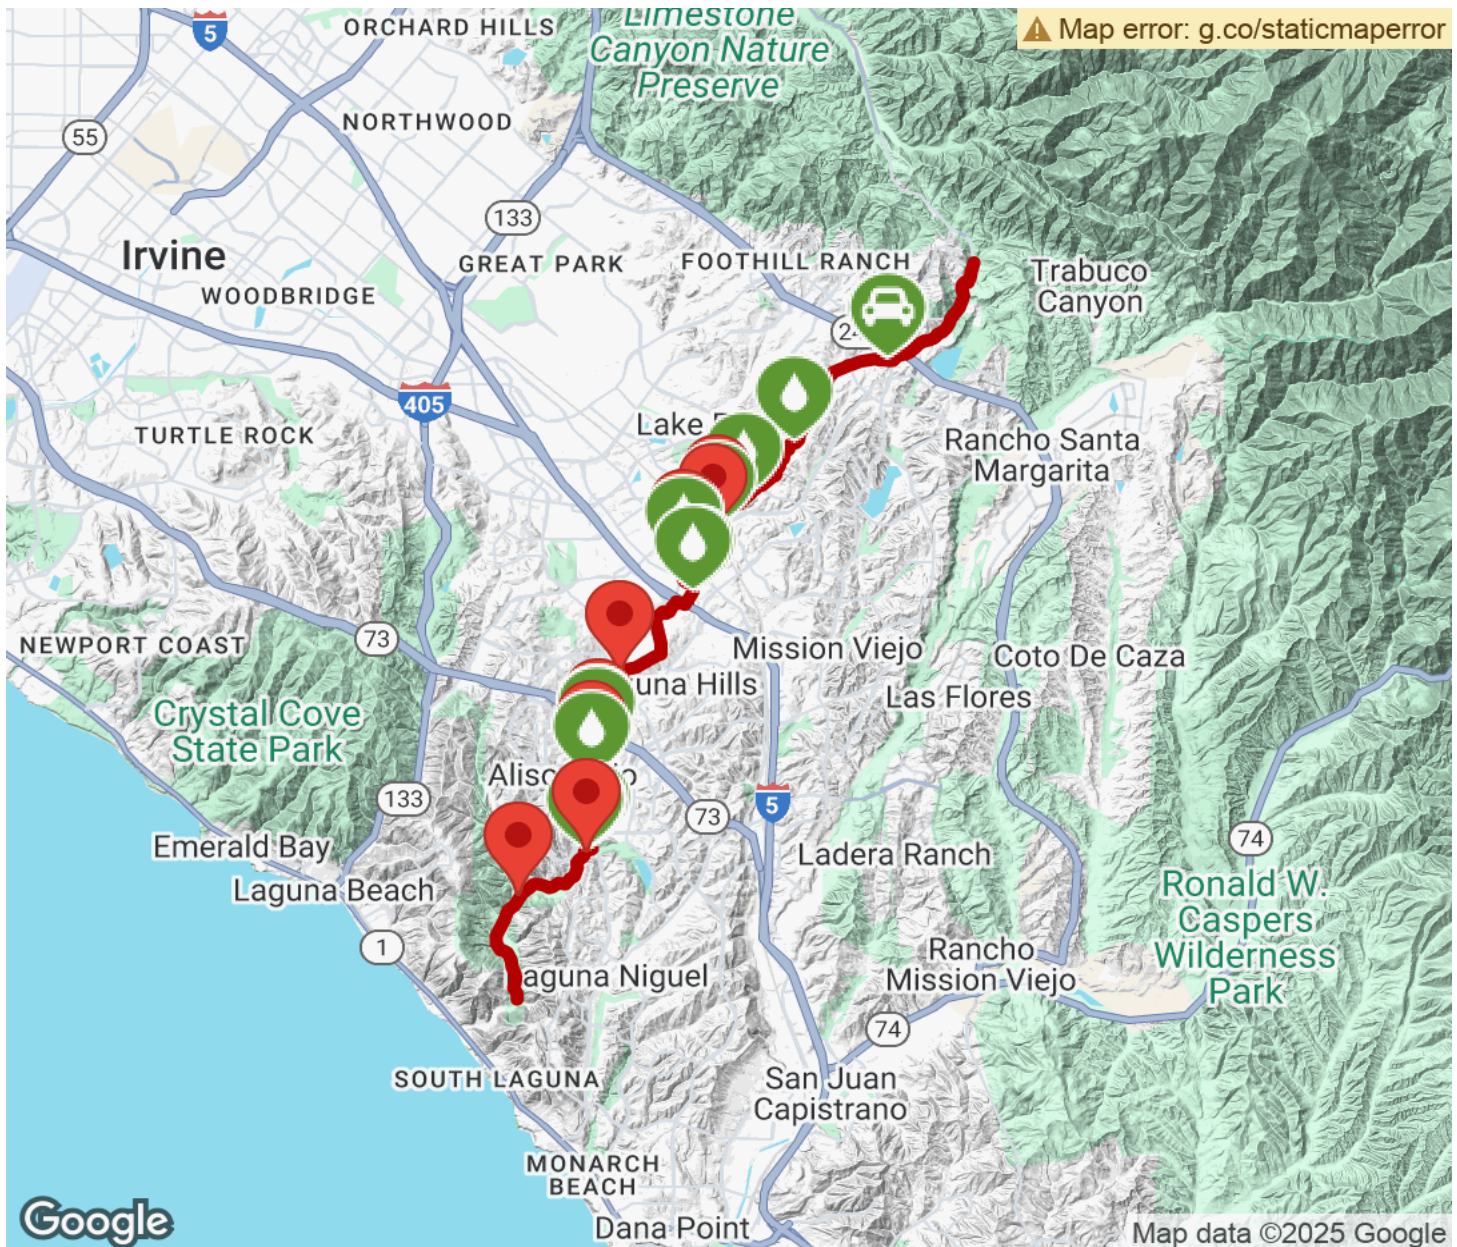 ORCHARD HILLS
5
Limestone
Canyon Nature
Preserve
Map error: g.co/staticmaperror
NORTHWOOD
55
133
Irvine
GREAT PARK
FOOTHILL RANCH
Trabuco
Canyon
WOODBRIDGE
405
Lake
TURTLE ROCK
Rancho Santa
Margarita
NEWPORT COAST
73
Mission Viejo
Coto De Caza
una Hills
Las Flores
Crystal Cove
State Park
Aliso
133
5
73
74
Emerald Bay
Ladera Ranch
Laguna Beach
Ronald W.
Caspers
Wilderness
Park
1
Rancho
Mission Viejo
aguna Niguel
74
SOUTH LAGUNA
San Juan
Capistrano
MONARCH
BEACH
Dana Point
Google
Map data ©2025 Google